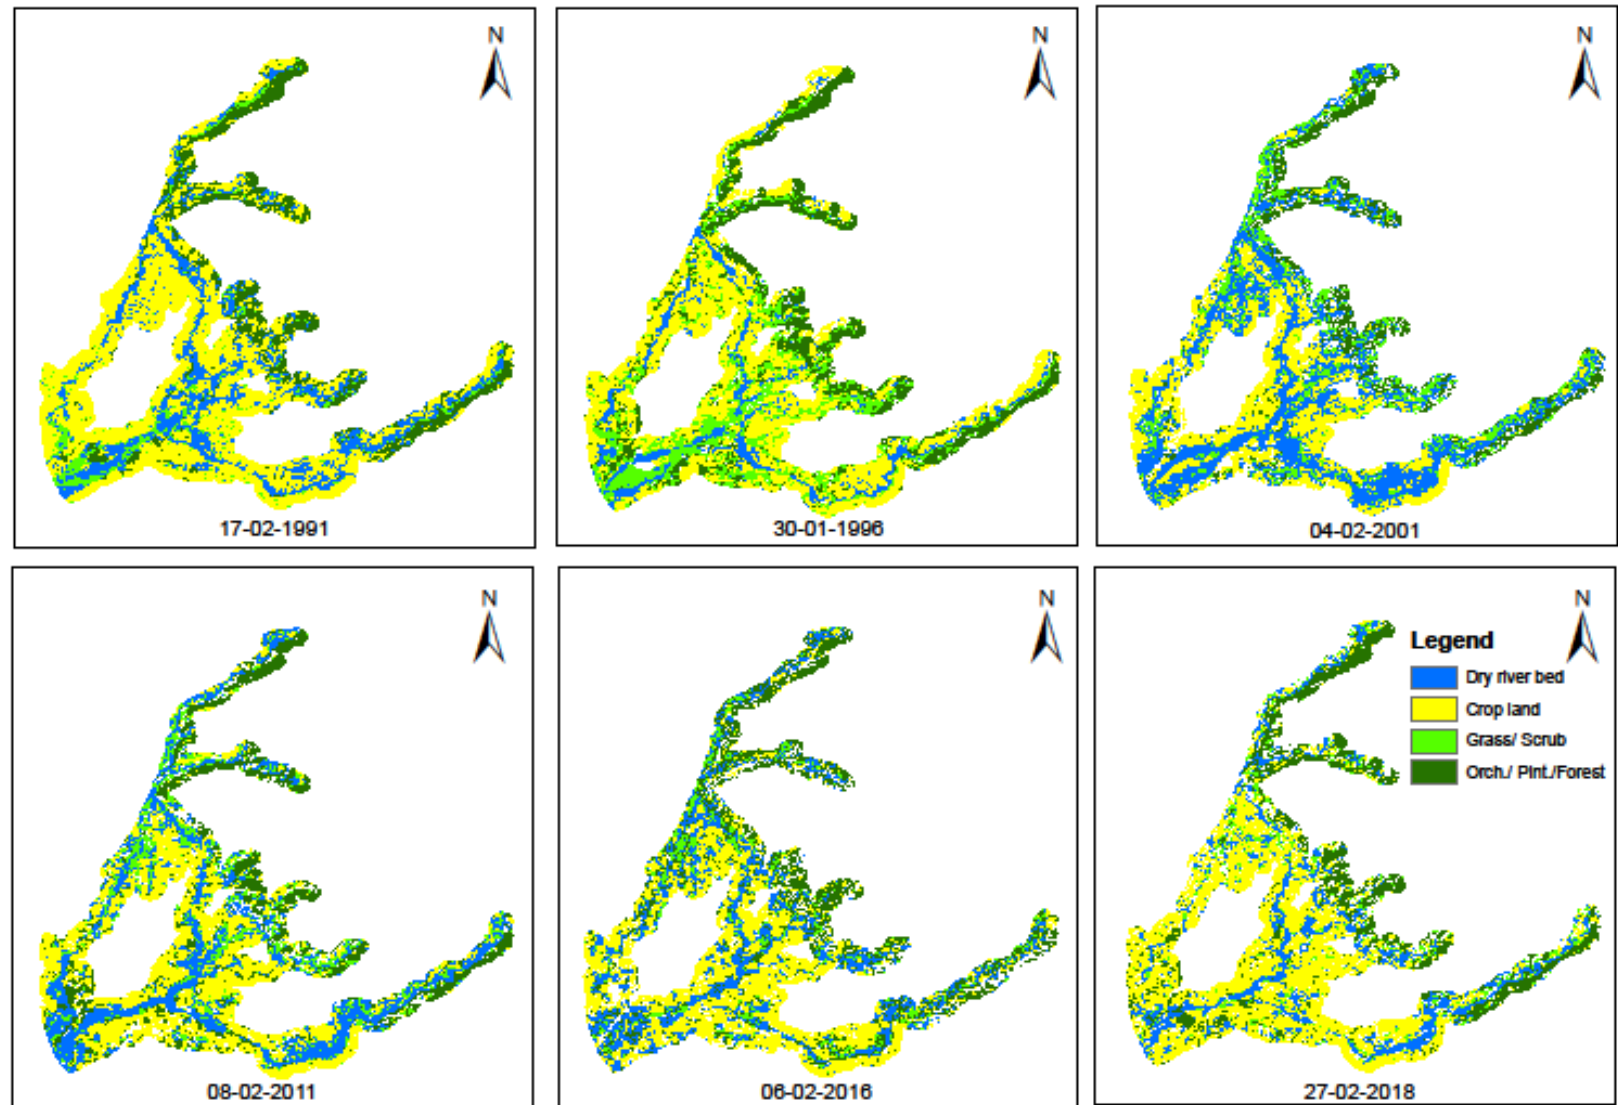 N
N
N
17-02-1991
30-01-1996
04-02-2001
N
N
N
Legend
Dry river bed
Crop land
Grass/ Scrub
Orch./ Plnt./Forest
08-02-2011
06-02-2016
27-02-2018